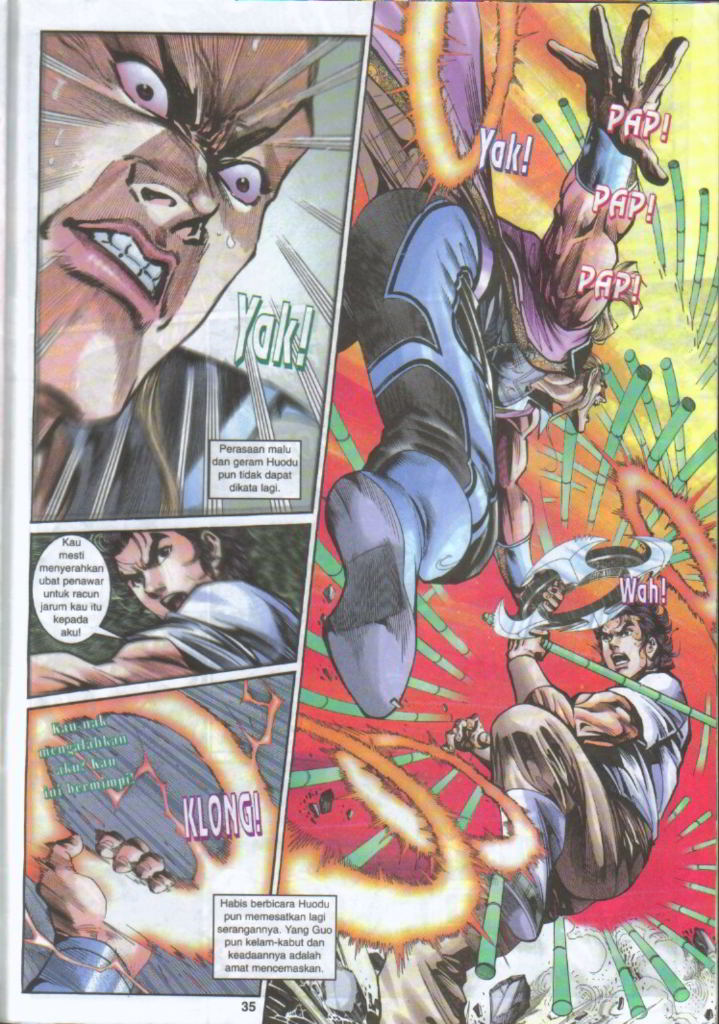 Yak!
Perasaan malu
dan geram Huodu
pun tidak dapat
dikata lagi.
Kau
mesti
menyerahkan
ubat penawar
untuk racun
jarum kau itu
kepada
aku!
Kau nak
mengalahkan
aku? Kau
ini bermimpi!
KLONG!
Habis berbicara Huodu
pun memesatkan lagi
serangannya. Yang Guo
pun kelam-kabut dan
keadaannya adalah
amat mencemaskan.
Yak!
PAP!
PAP!
PAP!
Wah!
35